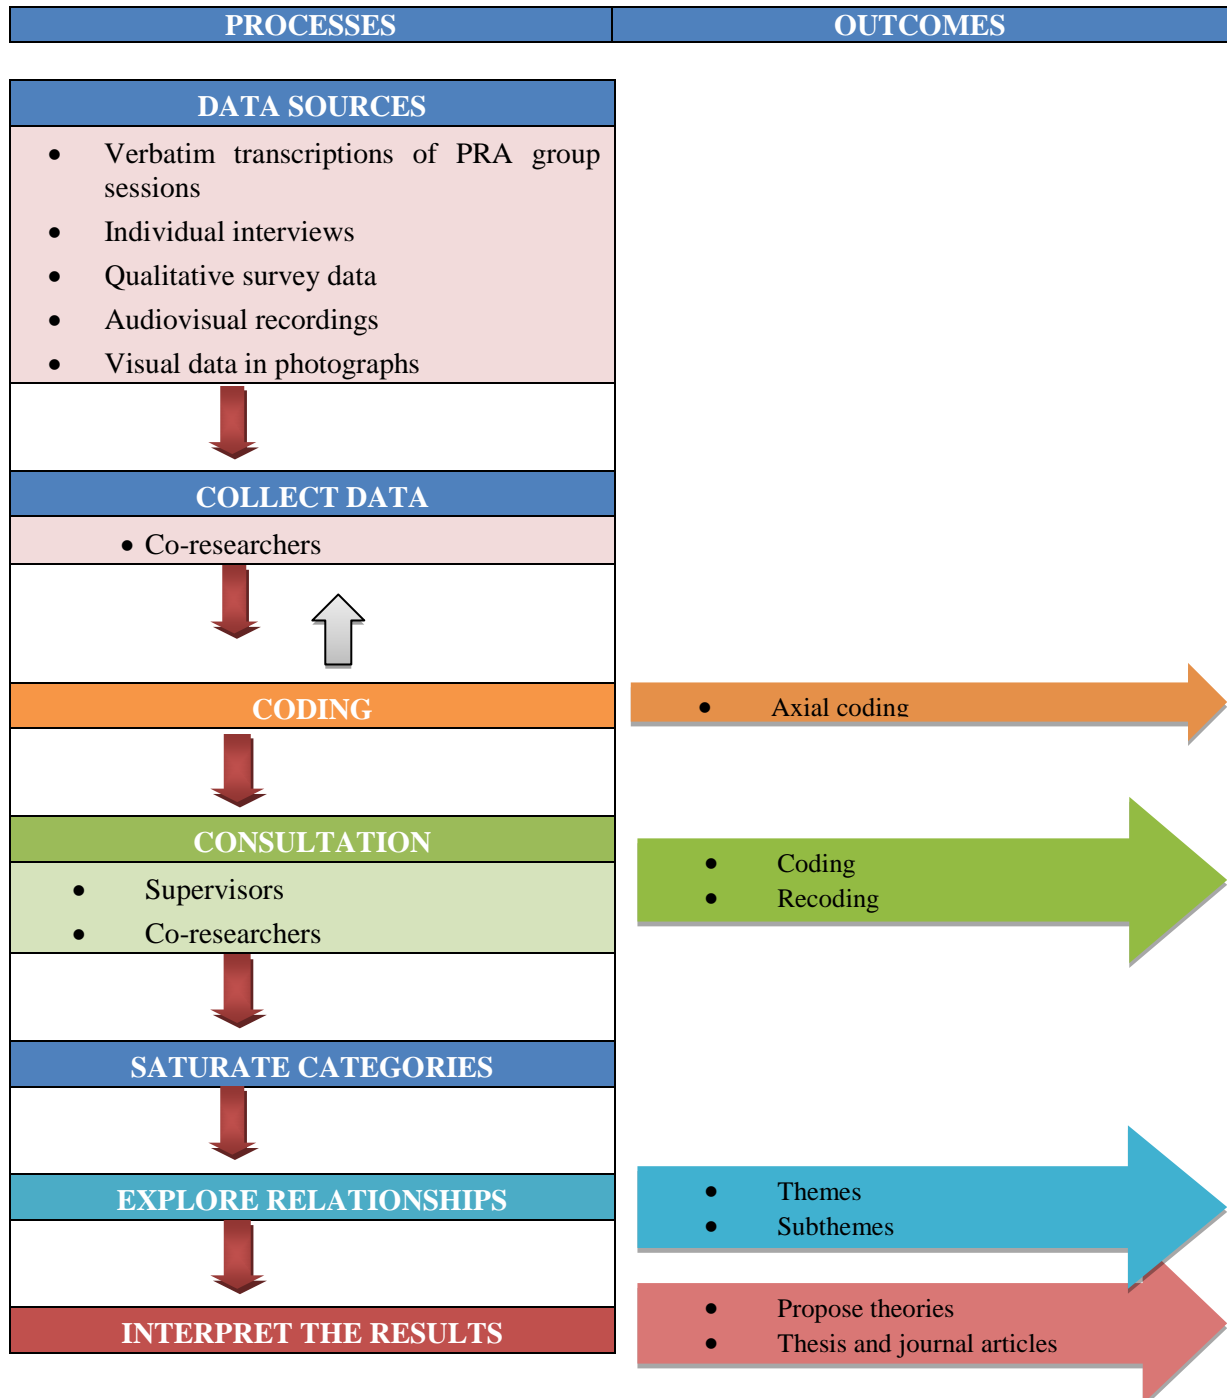 PROCESSES
OUTCOMES
DATA SOURCES
• Verbatim transcriptions of PRA group
sessions
• Individual interviews
• Qualitative survey data
• Audiovisual recordings
• Visual data in photographs
COLLECT DATA
• Co-researchers
CODING
• Axial coding
CONSULTATION
• Supervisors
• Co-researchers
• Coding
• Recoding
SATURATE CATEGORIES
EXPLORE RELATIONSHIPS
• Themes
• Subthemes
INTERPRET THE RESULTS
• Propose theories
• Thesis and journal articles